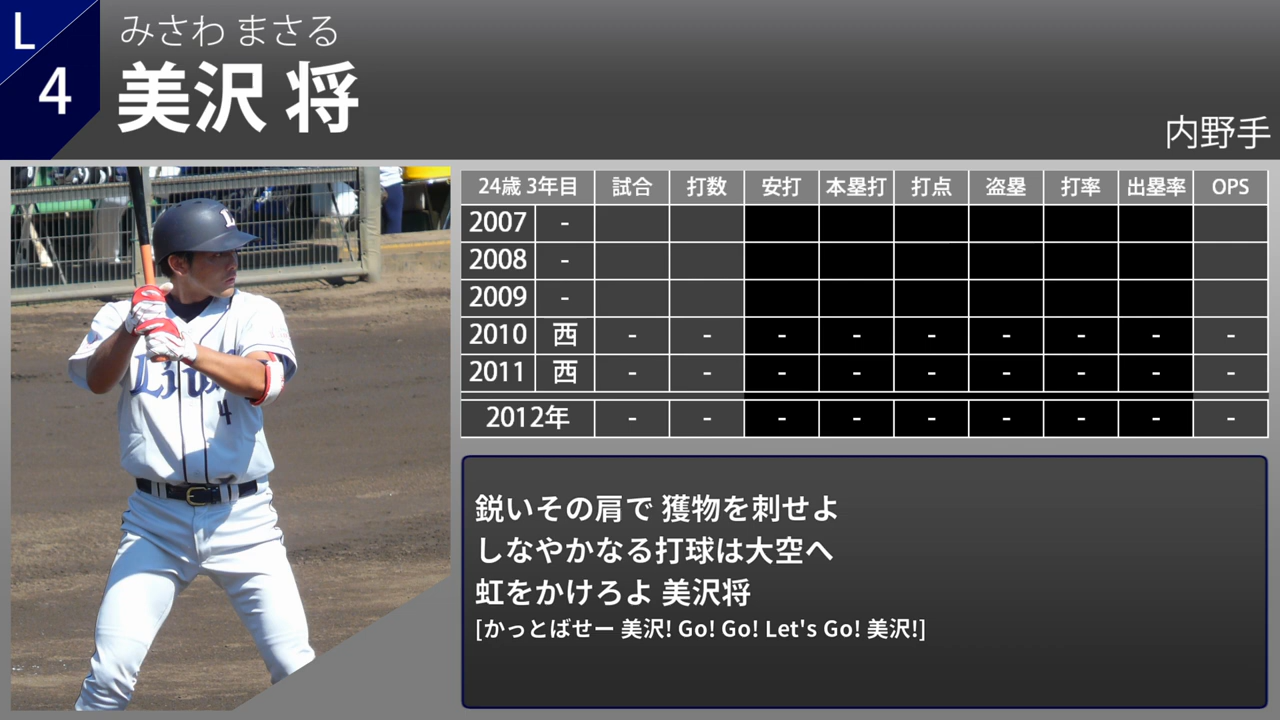 L
4
みさわ まさる
美沢 将
内野手
24歳 3年目 試合 打数 安打 本塁打 打点 盗塁 打率 出塁率 OPS
2007 -
2008 -
2009 -
2010 西 - - - - - - - - -
2011 西 - - - - - - - - -
2012年 - - - - - - - - -
鋭いその肩で 獲物を刺せよ
しなやかなる打球は大空へ
虹をかけろよ 美沢将
[かっとばせー 美沢! Go! Go! Let's Go! 美沢!]
L
Lions
4